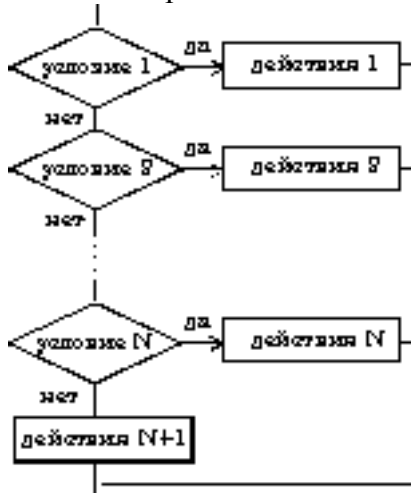 условие 1
да
действия 1
нет
условие 2
да
действия 2
нет
условие N
да
действия N
нет
действия N+1